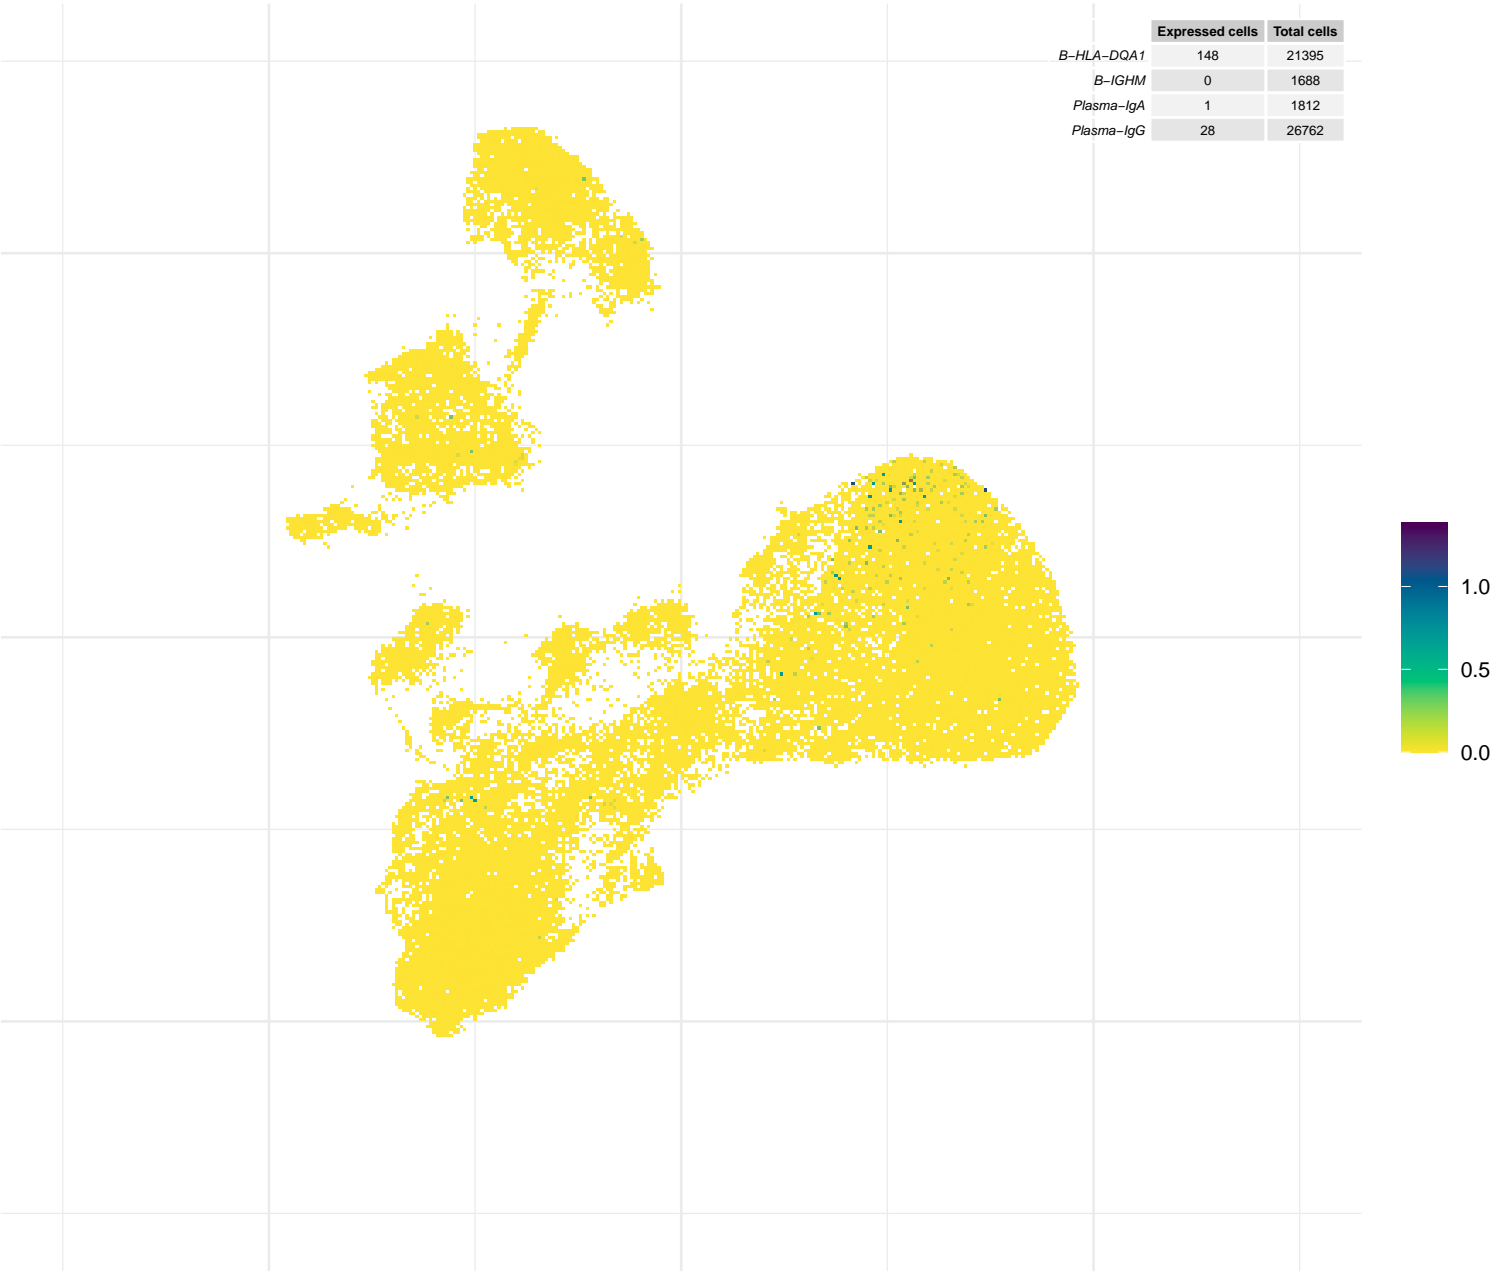 Expressed cells Total cells
B−HLA−DQA1 148 21395
B−IGHM 0 1688
Plasma−IgA 1 1812
Plasma−IgG 28 26762
1.0
0.5
0.0